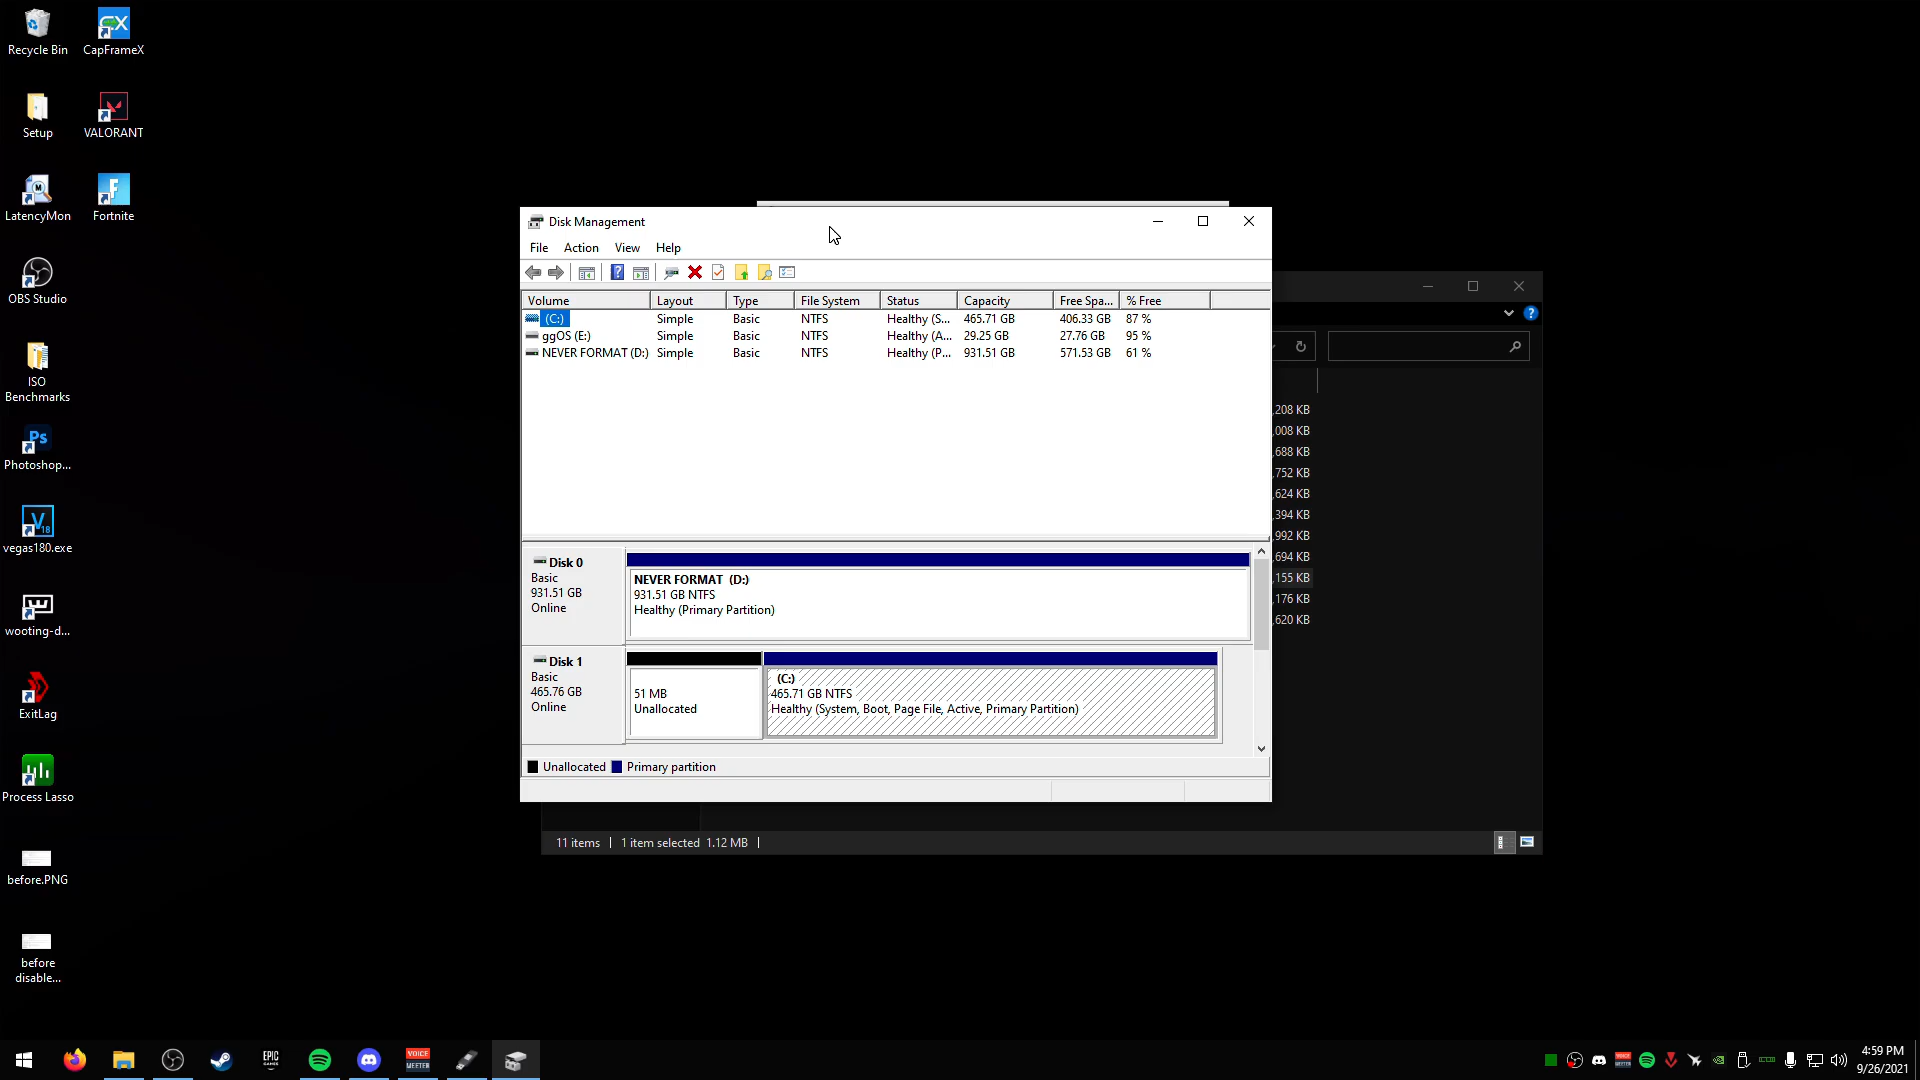 Recycle Bin
CapFrameX
Setup
VALORANT
LatencyMon
Fortnite
OBS Studio
ISO
Benchmarks
Ps
Photoshop...
V
18
vegas180.exe
wooting-d...
ExitLag
Process Lasso
before.PNG
before
disable...
Disk Management
File Action View Help
Volume Layout Type File System Status Capacity Free Spa... % Free
(C:) Simple Basic NTFS Healthy (S... 465.71 GB 406.33 GB 87 %
ggOS (E:) Simple Basic NTFS Healthy (A... 29.25 GB 27.76 GB 95 %
NEVER FORMAT (D:) Simple Basic NTFS Healthy (P... 931.51 GB 571.53 GB 61 %
Disk 0
Basic
931.51 GB
Online
NEVER FORMAT (D:)
931.51 GB NTFS
Healthy (Primary Partition)
Disk 1
Basic
465.76 GB
Online
51 MB
Unallocated
(C:)
465.71 GB NTFS
Healthy (System, Boot, Page File, Active, Primary Partition)
Unallocated Primary partition
,208 KB
,008 KB
,688 KB
,752 KB
,624 KB
,394 KB
,992 KB
,694 KB
,155 KB
,176 KB
,620 KB
11 items 1 item selected 1.12 MB
EPIC
GAMES
VOICE
MEETER
4:59 PM
9/26/2021